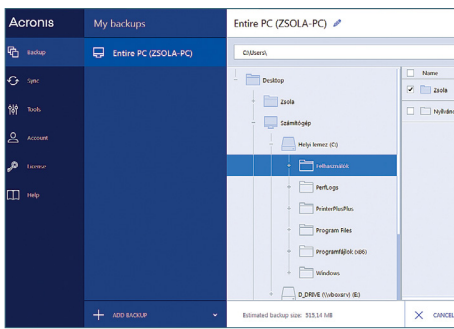 Acronis
My backups
Entire PC (ZSOLA-PC)
Backup
Sync
Tools
Account
License
Help
Entire PC (ZSOLA-PC)
ADD BACKUP
C:\Users\
Desktop
Zsola
Számítógép
Helyi lemez (C:)
Felhasználók
PerfLogs
PrinterPlusPlus
Program Files
Programfájlok (x86)
Windows
D_DRIVE (\\vboxsrv) (E:)
Name
Zsola
Estimated backup size: 515,14 MB
CANCEL